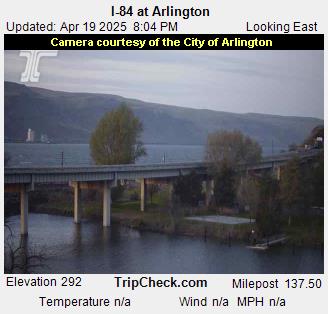 I-84 at Arlington
Updated: Apr 19 2025 8:04 PM Looking East
Camera courtesy of the City of Arlington
Elevation 292 TripCheck.com Milepost 137.50
Temperature n/a Wind n/a MPH n/a